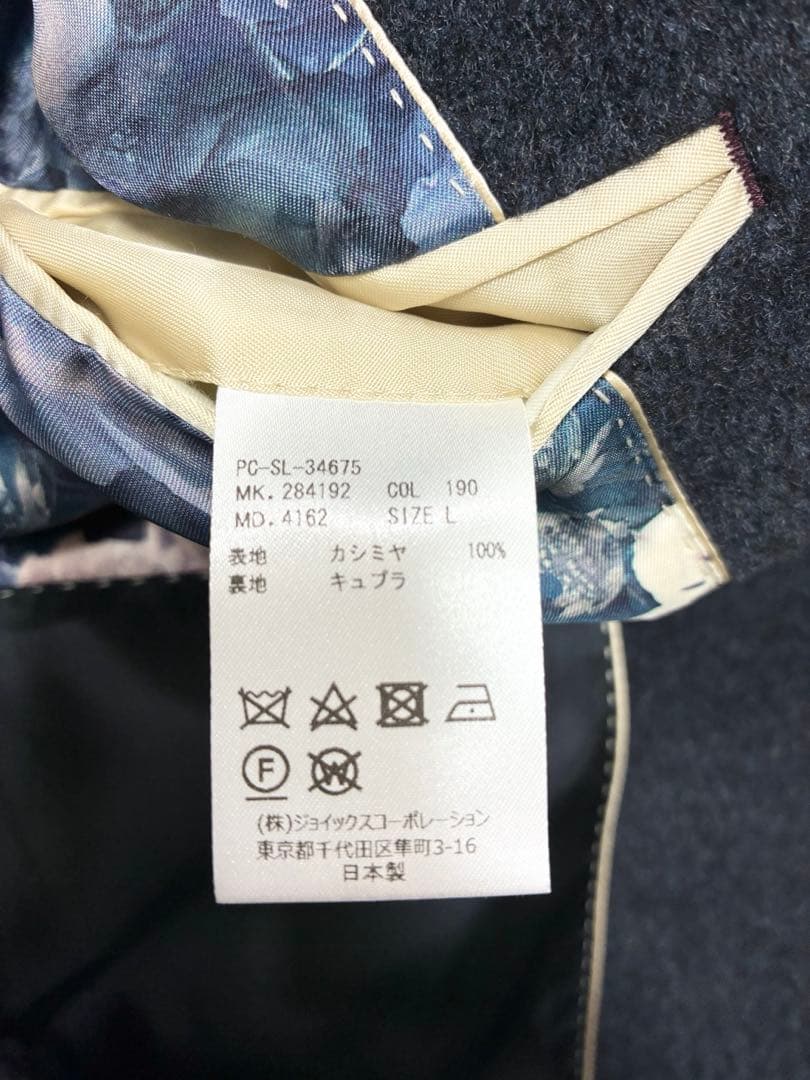 PC-SL-34675
MK. 284192 COL 190
MD. 4162 SIZE L
表地 カシミヤ 100%
裏地 キュプラ
F
W
(株)ジョイックスコーポレーション
東京都千代田区隼町3-16
日本製